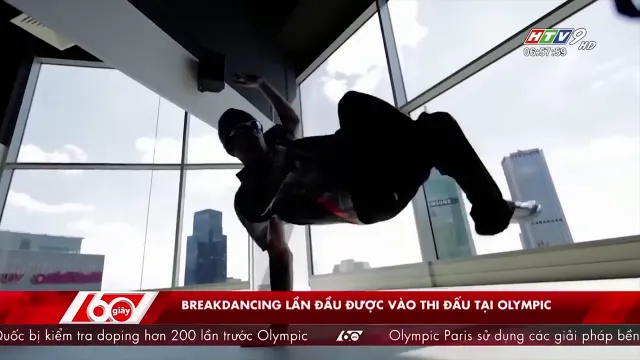 HTV9 HD
06:57:59
SAMSUNG
60 giây
BREAKDANCING LẦN ĐẦU ĐƯỢC VÀO THI ĐẤU TẠI OLYMPIC
Quốc bị kiểm tra doping hơn 200 lần trước Olympic 60 Olympic Paris sử dụng các giải pháp bền